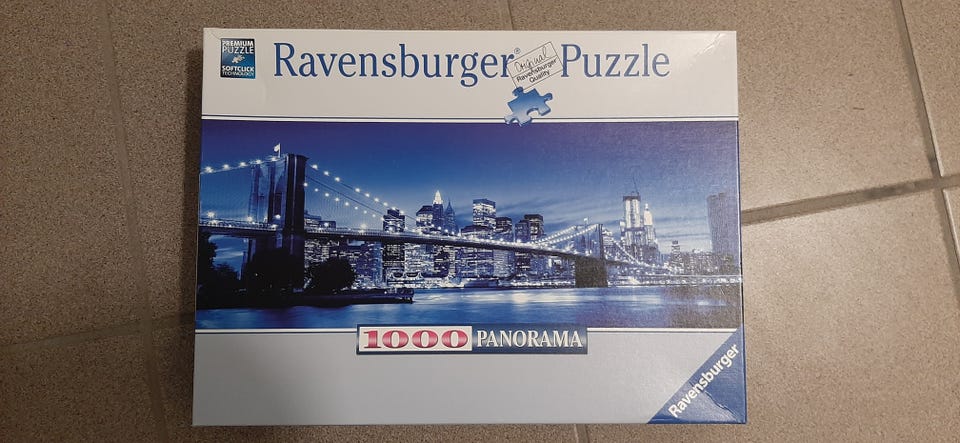 PREMIUM
PUZZLE
SOFTCLICK
TECHNOLOGY
Ravensburger® Puzzle
Original
Ravensburger
Quality
1000 PANORAMA
Ravensburger